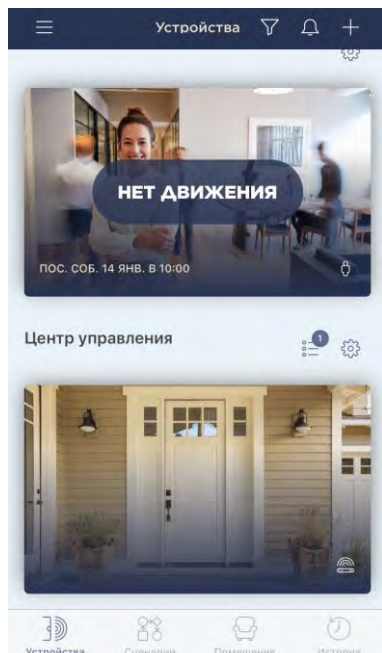 Устройства
НЕТ ДВИЖЕНИЯ
ПОС. СОБ. 14 ЯНВ. В 10:00
Центр управления
1
Устройства
Сценарии
Помещения
История